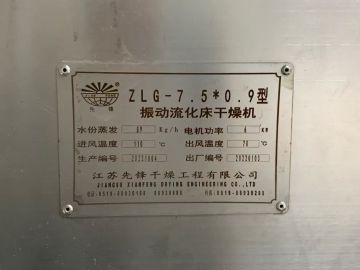 先锋
ZLG-7.5*0.9型
振动流化床干燥机
水份蒸发 Kg/h 电机功率 KW
进风温度 110 ℃ 出风温度 70 ℃
生产编号 出厂编号 20220103
江苏先锋干燥工程有限公司
JIANGSU XIANFENG DRYING ENGINEERING CO.,LTD